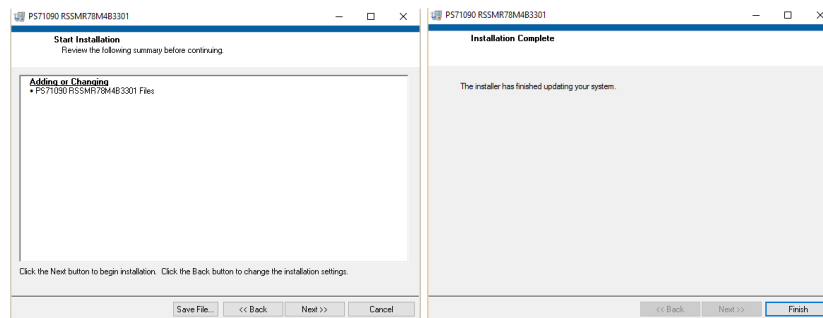 PS71090 RSSMR78M4B3301
Start Installation
Review the following summary before continuing.
Adding or Changing
• PS71090 RSSMR78M4B3301 Files
Click the Next button to begin installation. Click the Back button to change the installation settings.
Save File...
<< Back
Next >>
Cancel
PS71090 RSSMR78M4B3301
Installation Complete
The installer has finished updating your system.
<< Back
Next >>
Finish